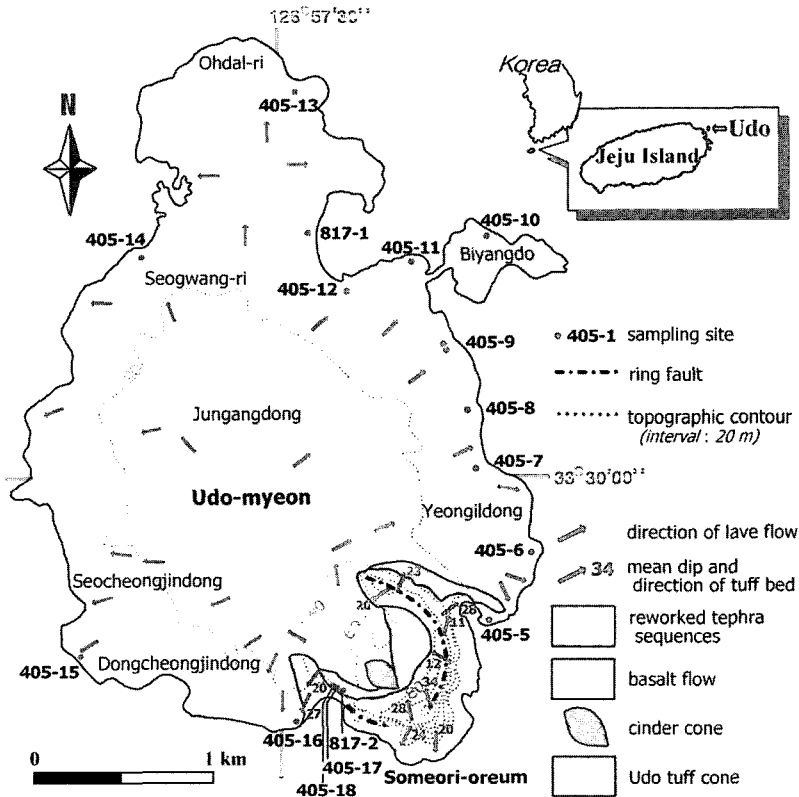 126°57'30''
Ohdal-ri
405-13
N
Korea
⇦Udo
Jeju Island
817-1
405-10
405-14
405-11
Biyangdo
Seogwang-ri
405-12
405-9
405-1 sampling site
ring fault
405-8
topographic contour
(interval : 20 m)
Jungangdong
405-7
33°30'00''
Udo-myeon
Yeongildong
direction of lave flow
405-6
34 mean dip and
direction of tuff bed
23
Seocheongjindong
20
26
11
405-5
reworked tephra
sequences
405-15
Dongcheongjindong
12
basalt flow
20
34
27
28
24
20
cinder cone
405-16
817-2
405-17
405-18
Someori-oreum
Udo tuff cone
0
1 km